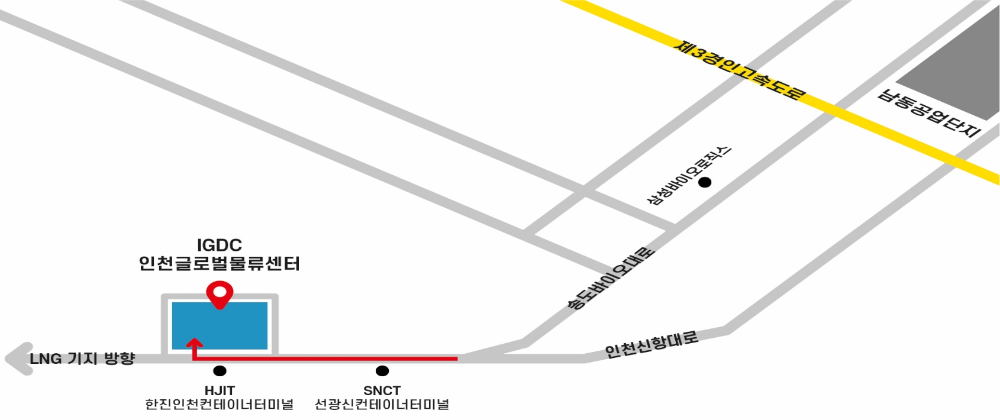 제3경인고속도로
남동공업단지
삼성바이오로직스
IGDC
인천글로벌물류센터
송도바이오대로
인천신항대로
LNG 기지 방향
HJIT
한진인천컨테이너터미널
SNCT
선광신컨테이너터미널